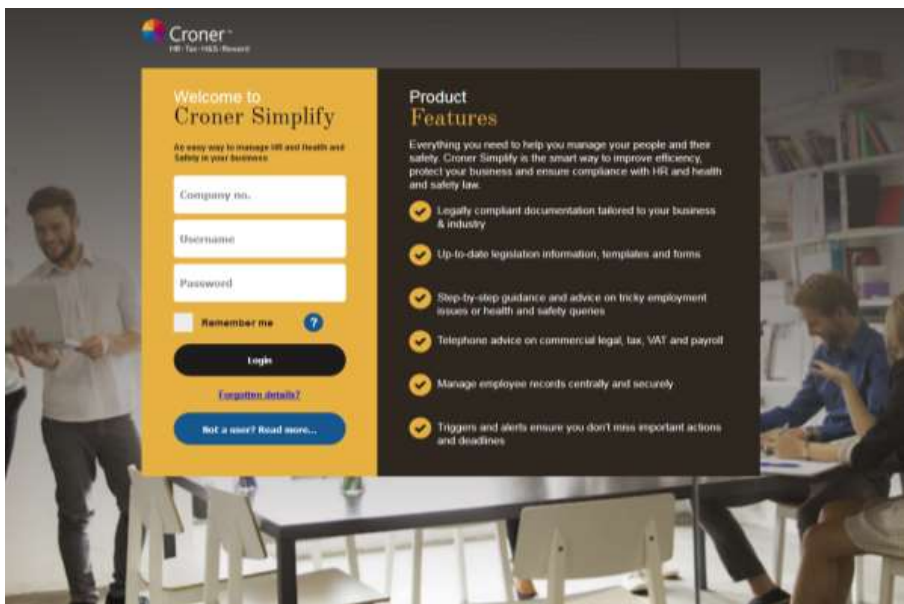 Croner
HR · Tax · H&S · Reward
Welcome to
Croner Simplify
An easy way to manage HR and Health and
Safety in your business
Company no.
Username
Password
Remember me
?
Login
Forgotten details?
Not a user? Read more...
Product
Features
Everything you need to help you manage your people and their
safety. Croner Simplify is the smart way to improve efficiency,
protect your business and ensure compliance with HR and health
and safety law.
Legally compliant documentation tailored to your business
& industry
Up-to-date legislation information, templates and forms
Step-by-step guidance and advice on tricky employment
issues or health and safety queries
Telephone advice on commercial legal, tax, VAT and payroll
Manage employee records centrally and securely
Triggers and alerts ensure you don't miss important actions
and deadlines